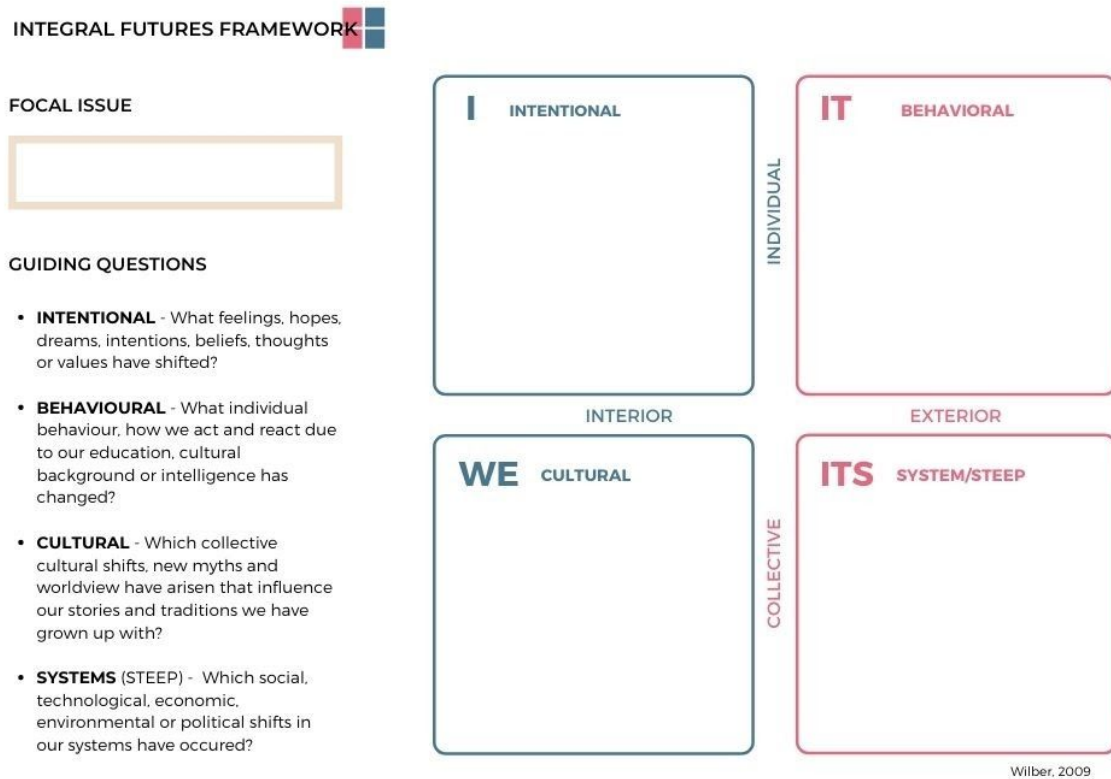 INTEGRAL FUTURES FRAMEWORK
FOCAL ISSUE
GUIDING QUESTIONS
• INTENTIONAL - What feelings, hopes,
dreams, intentions, beliefs, thoughts
or values have shifted?
• BEHAVIOURAL - What individual
behaviour, how we act and react due
to our education, cultural
background or intelligence has
changed?
• CULTURAL - Which collective
cultural shifts, new myths and
worldview have arisen that influence
our stories and traditions we have
grown up with?
• SYSTEMS (STEEP) - Which social,
technological, economic,
environmental or political shifts in
our systems have occured?
I INTENTIONAL
INDIVIDUAL
IT BEHAVIORAL
INTERIOR
EXTERIOR
WE CULTURAL
COLLECTIVE
ITS SYSTEM/STEEP
Wilber, 2009